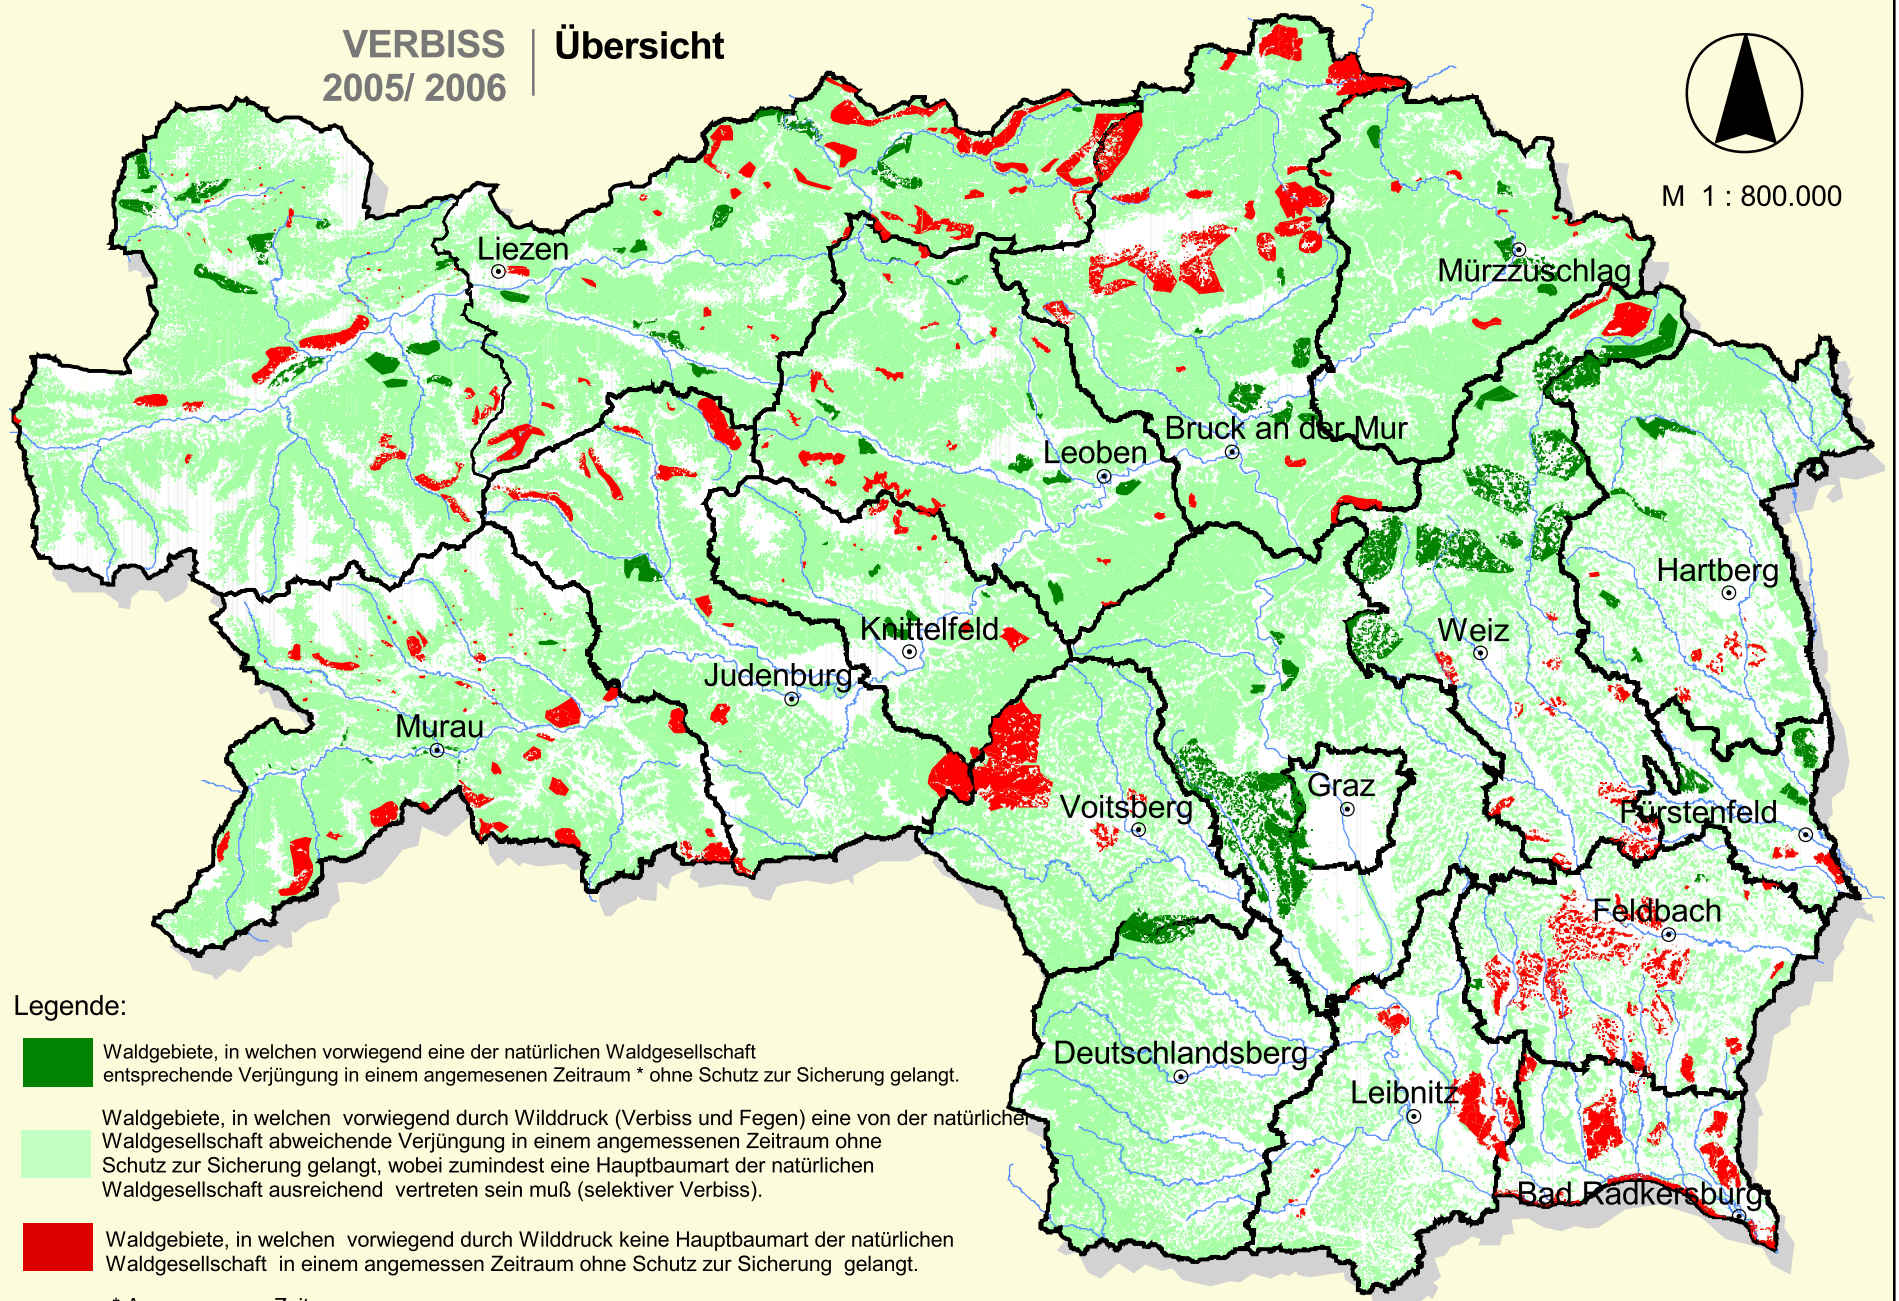 VERBISS
2005/ 2006
Übersicht
M 1 : 800.000
Liezen
Mürzzuschlag
Bruck an der Mur
Leoben
Hartberg
Knittelfeld
Weiz
Judenburg
Murau
Graz
Voitsberg
Fürstenfeld
Feldbach
Deutschlandsberg
Leibnitz
Bad Radkersburg
Legende:
Waldgebiete, in welchen vorwiegend eine der natürlichen Waldgesellschaft
entsprechende Verjüngung in einem angemesenen Zeitraum * ohne Schutz zur Sicherung gelangt.
Waldgebiete, in welchen vorwiegend durch Wilddruck (Verbiss und Fegen) eine von der natürlichen
Waldgesellschaft abweichende Verjüngung in einem angemessenen Zeitraum ohne
Schutz zur Sicherung gelangt, wobei zumindest eine Hauptbaumart der natürlichen
Waldgesellschaft ausreichend vertreten sein muß (selektiver Verbiss).
Waldgebiete, in welchen vorwiegend durch Wilddruck keine Hauptbaumart der natürlichen
Waldgesellschaft in einem angemessen Zeitraum ohne Schutz zur Sicherung gelangt.